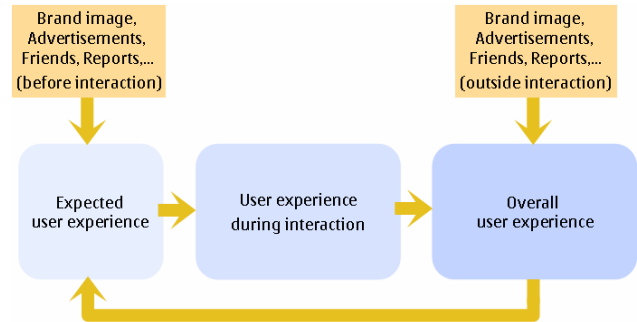 Brand image,
Advertisements,
Friends, Reports,...
(before interaction)
Brand image,
Advertisements,
Friends, Reports,...
(outside interaction)
Expected
user experience
User experience
during interaction
Overall
user experience